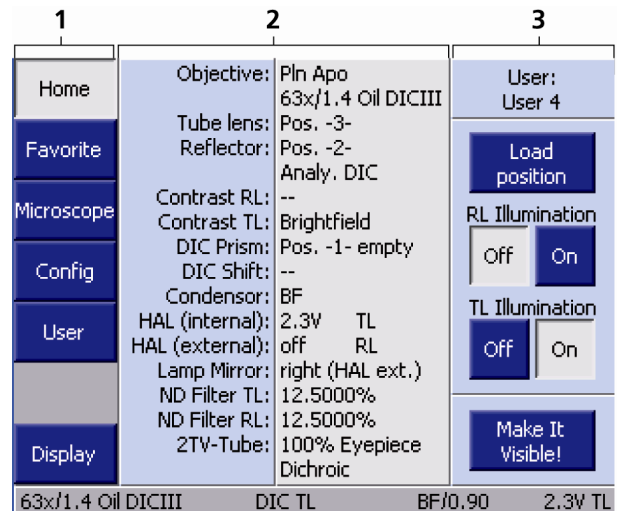 1 2 3
Home
Favorite
Microscope
Config
User
Display
Objective: Pln Apo
63x/1.4 Oil DICIII
Tube lens: Pos. -3-
Reflector: Pos. -2-
Analy. DIC
Contrast RL: --
Contrast TL: Brightfield
DIC Prism: Pos. -1- empty
DIC Shift: --
Condensor: BF
HAL (internal): 2.3V TL
HAL (external): off RL
Lamp Mirror: right (HAL ext.)
ND Filter TL: 12.5000%
ND Filter RL: 12.5000%
2TV-Tube: 100% Eyepiece
Dichroic
User:
User 4
Load
position
RL Illumination
Off On
TL Illumination
Off On
Make It
Visible!
63x/1.4 Oil DICIII DIC TL BF/0.90 2.3V TL